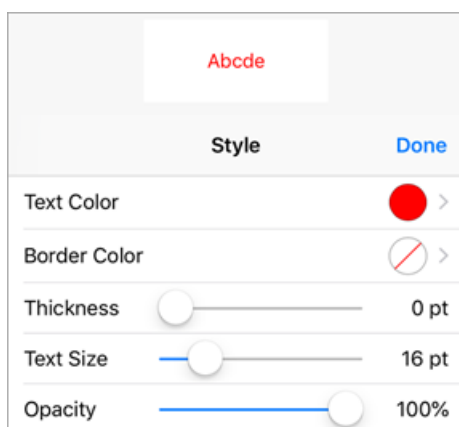 Abcde
Style Done
Text Color
Border Color
Thickness 0 pt
Text Size 16 pt
Opacity 100%